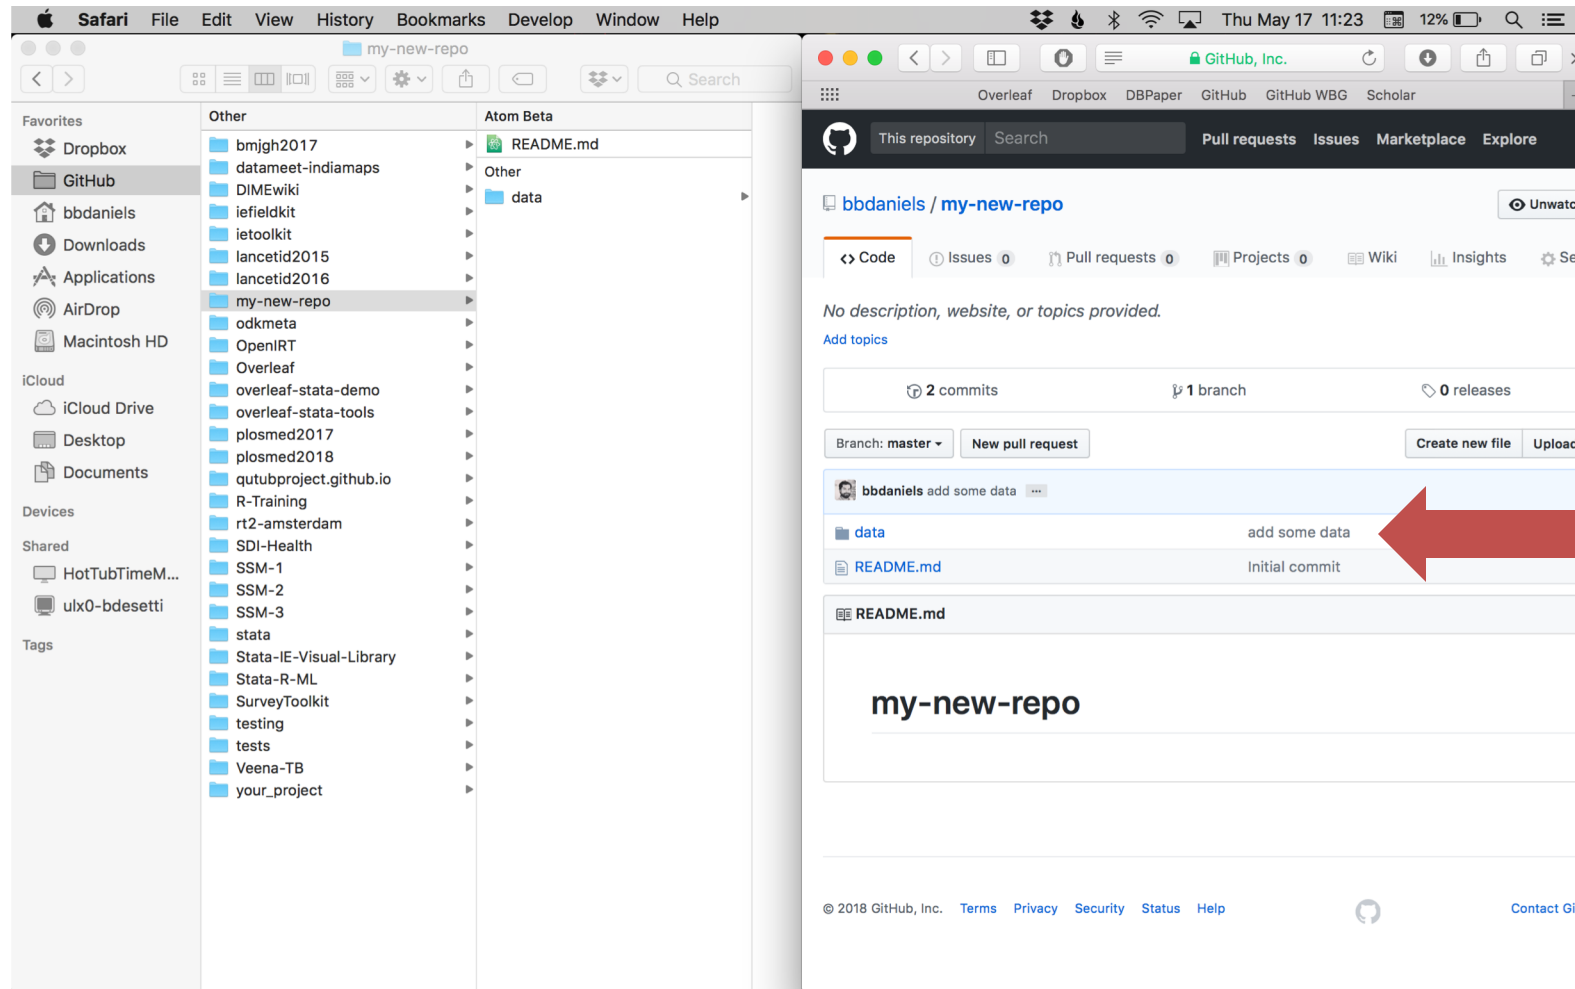 Safari File Edit View History Bookmarks Develop Window Help Thu May 17 11:23 12%
my-new-repo
Search
Favorites
Dropbox
GitHub
bbdaniels
Downloads
Applications
AirDrop
Macintosh HD
iCloud
iCloud Drive
Desktop
Documents
Devices
Shared
HotTubTimeM...
ulx0-bdesetti
Tags
Other
bmjgh2017
datameet-indiamaps
DIMEwiki
iefieldkit
ietoolkit
lancetid2015
lancetid2016
my-new-repo
odkmeta
OpenIRT
Overleaf
overleaf-stata-demo
overleaf-stata-tools
plosmed2017
plosmed2018
qutubproject.github.io
R-Training
rt2-amsterdam
SDI-Health
SSM-1
SSM-2
SSM-3
stata
Stata-IE-Visual-Library
Stata-R-ML
SurveyToolkit
testing
tests
Veena-TB
your_project
Atom Beta
README.md
Other
data
GitHub, Inc.
Overleaf Dropbox DBPaper GitHub GitHub WBG Scholar
This repository Search Pull requests Issues Marketplace Explore
bbdaniels / my-new-repo
Unwatc
Code Issues 0 Pull requests 0 Projects 0 Wiki Insights Se
No description, website, or topics provided.
Add topics
2 commits 1 branch 0 releases
Branch: master New pull request Create new file Upload
bbdaniels add some data ...
data add some data
README.md Initial commit
README.md
my-new-repo
© 2018 GitHub, Inc. Terms Privacy Security Status Help Contact Gi